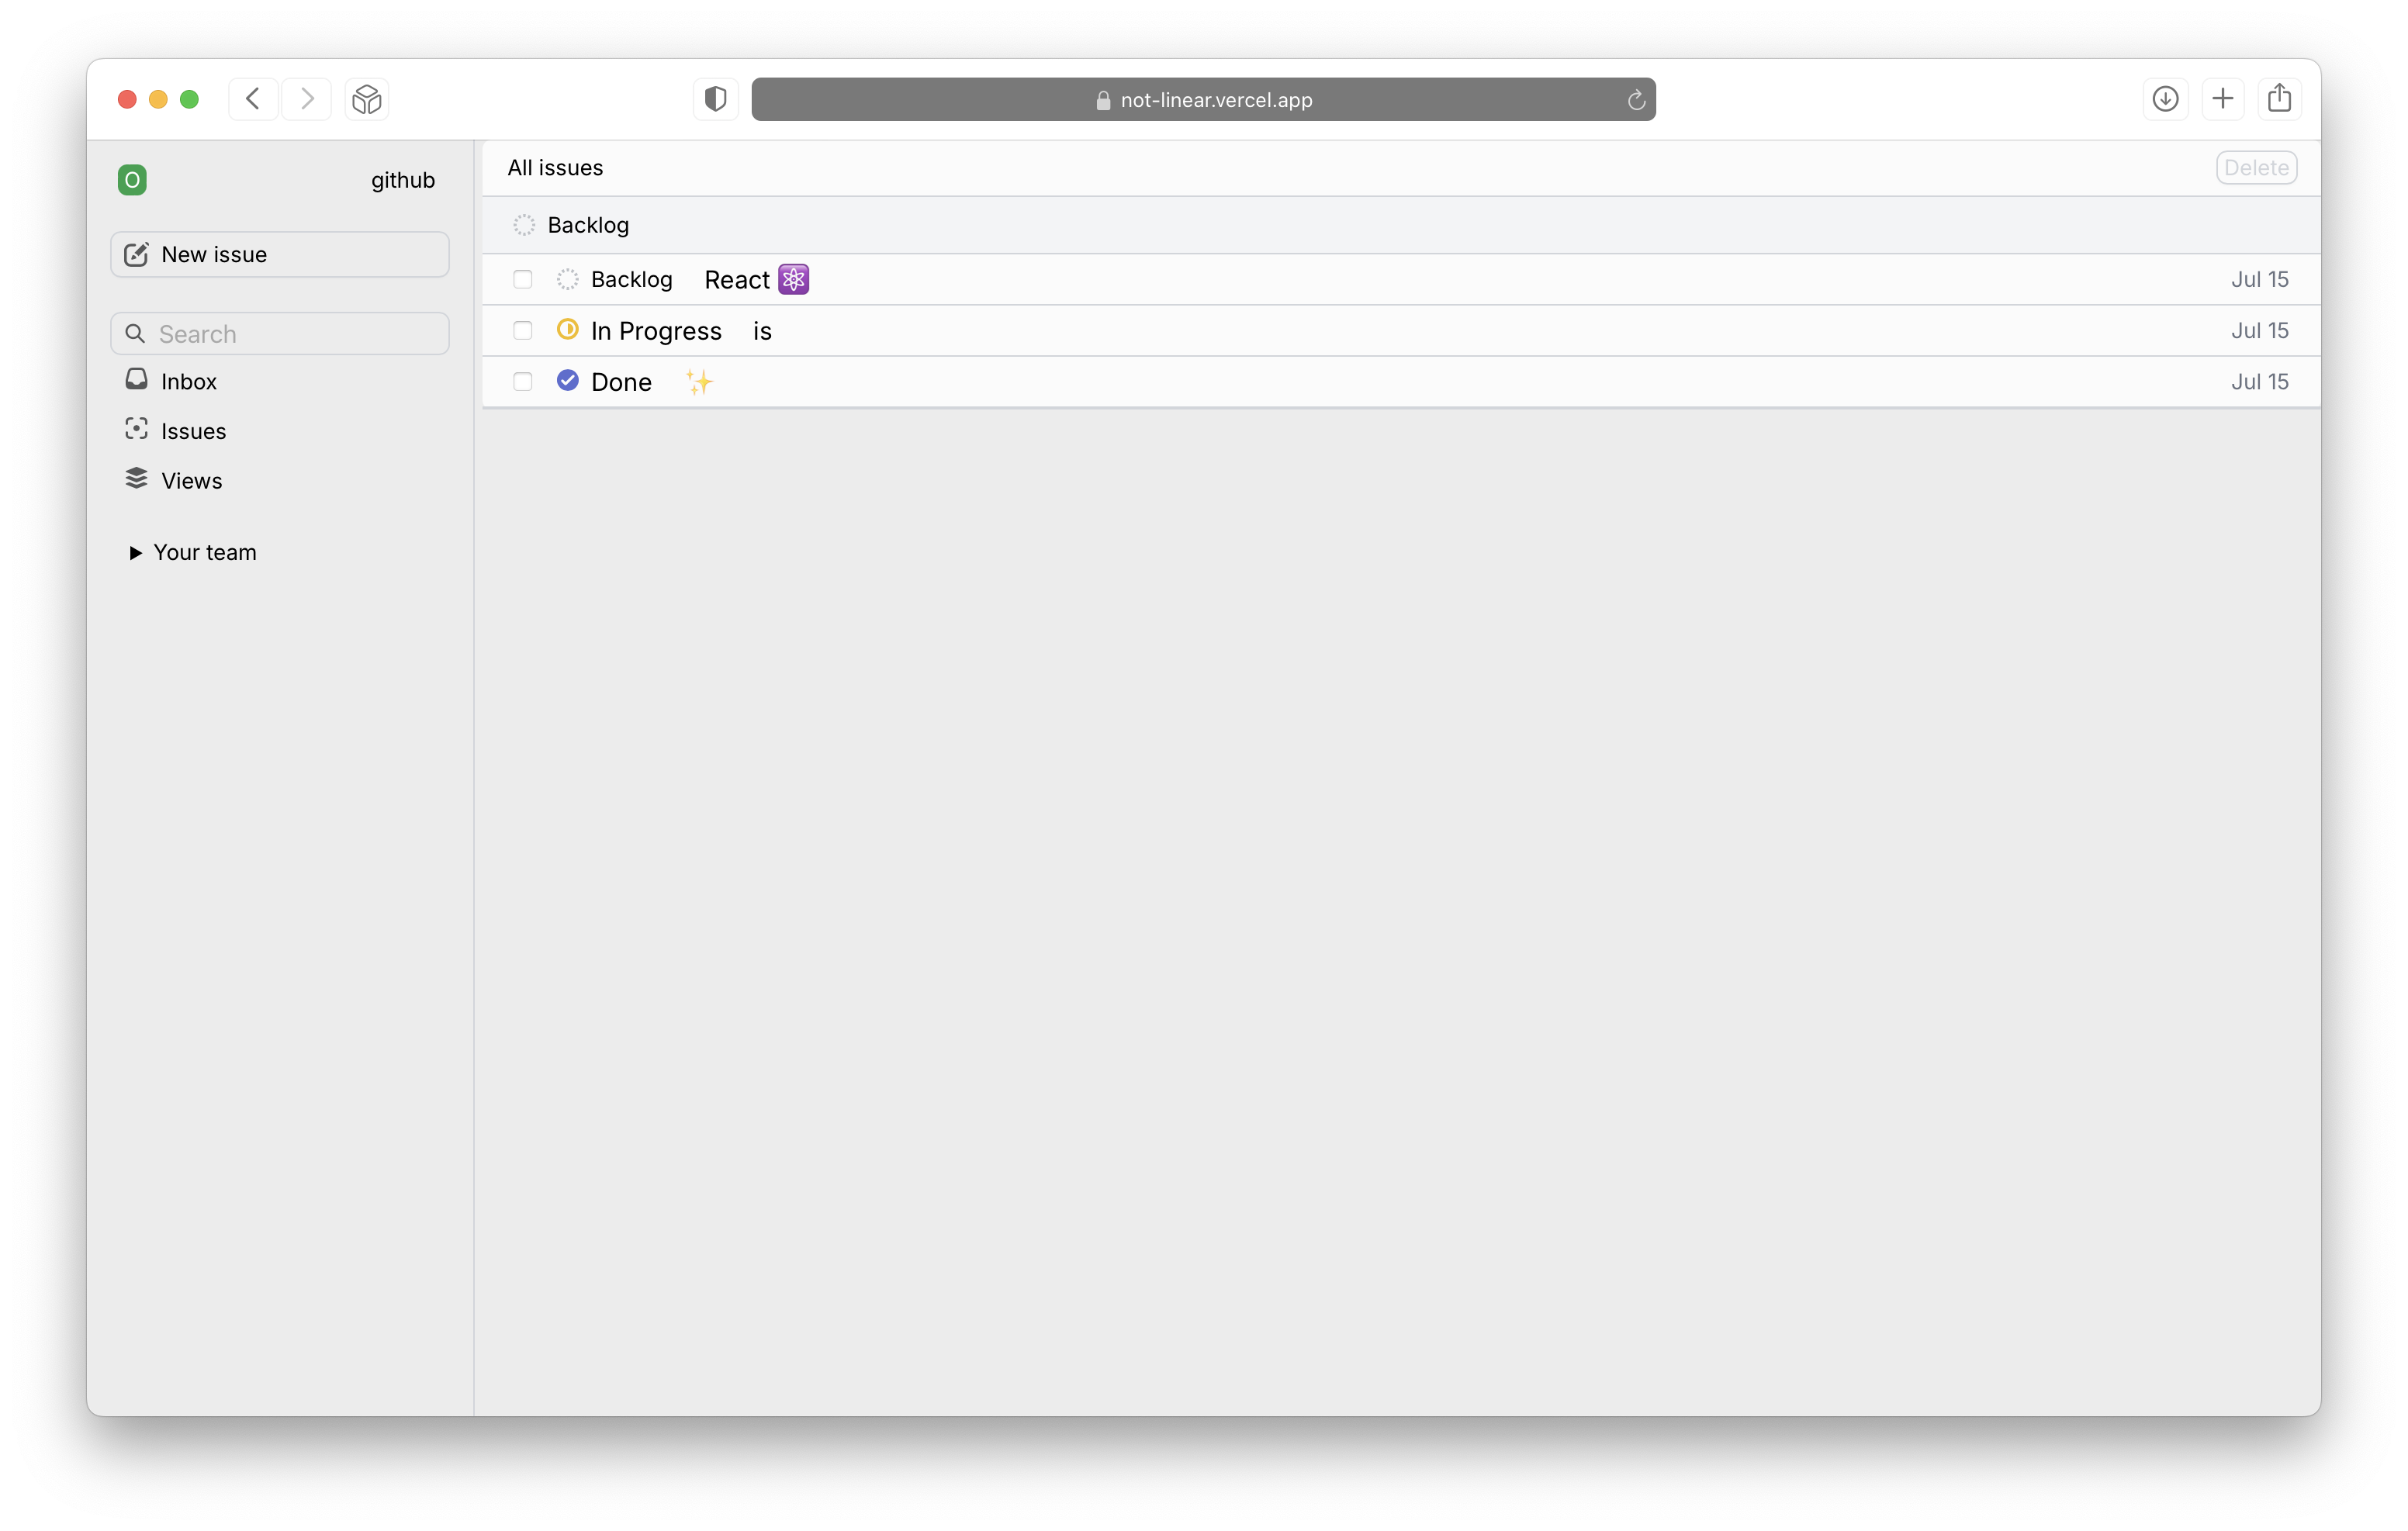 not-linear.vercel.app
O github
New issue
Search
Inbox
Issues
Views
▶ Your team
All issues Delete
Backlog
Backlog React ⚛️ Jul 15
In Progress is Jul 15
Done ✨ Jul 15